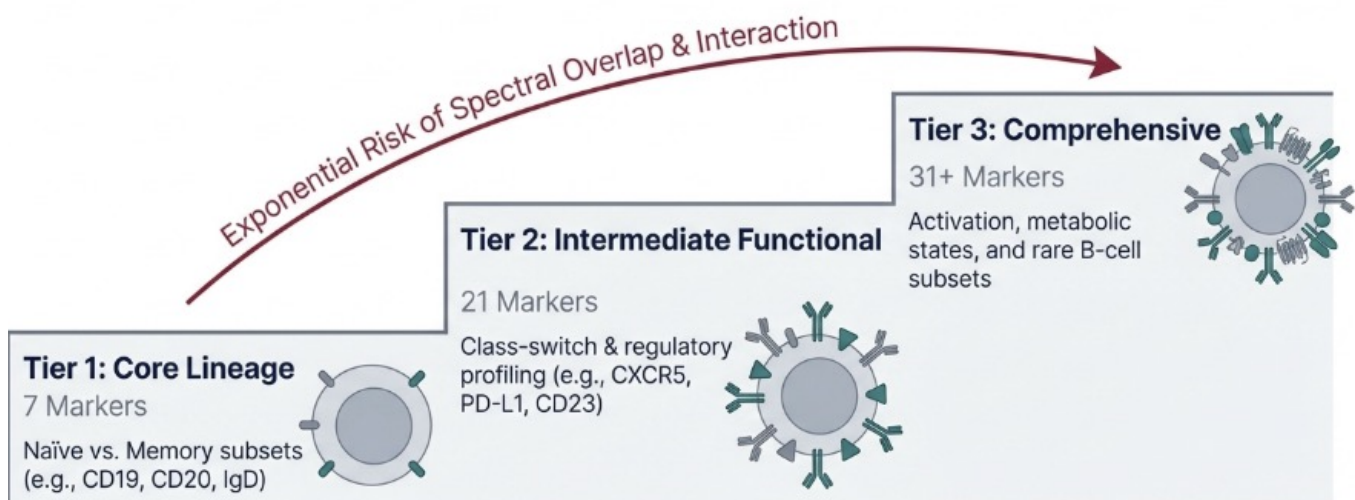 Exponential Risk of Spectral Overlap & Interaction
Tier 1: Core Lineage
7 Markers
Naïve vs. Memory subsets
(e.g., CD19, CD20, IgD)
Tier 2: Intermediate Functional
21 Markers
Class-switch & regulatory
profiling (e.g., CXCR5,
PD-L1, CD23)
Tier 3: Comprehensive
31+ Markers
Activation, metabolic
states, and rare B-cell
subsets